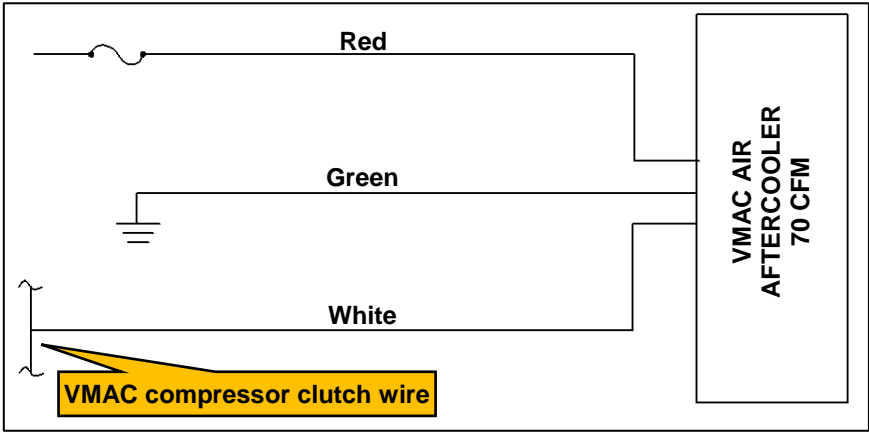 Red
Green
White
VMAC compressor clutch wire
VMAC AIR
AFTERCOOLER
70 CFM